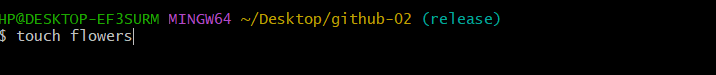 HP@DESKTOP-EF3SURM MINGW64 ~/Desktop/github-02 (release)
$ touch flowers